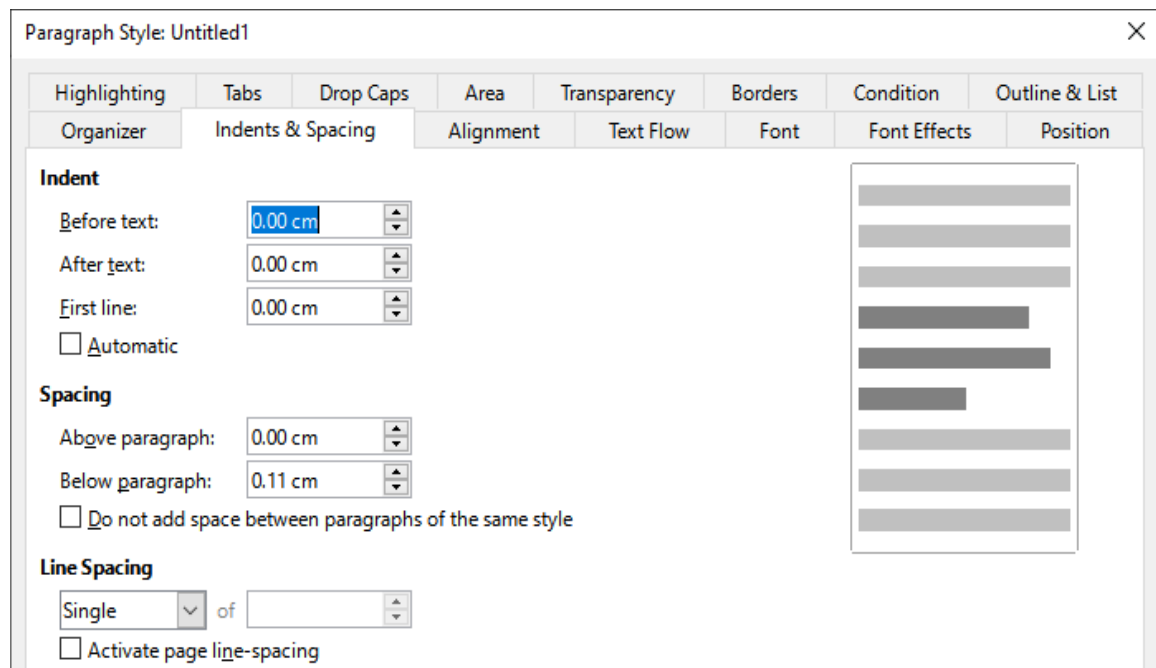 Paragraph Style: Untitled1
Highlighting Tabs Drop Caps Area Transparency Borders Condition Outline & List
Organizer Indents & Spacing Alignment Text Flow Font Font Effects Position
Indent
Before text: 0.00 cm
After text: 0.00 cm
First line: 0.00 cm
Automatic
Spacing
Above paragraph: 0.00 cm
Below paragraph: 0.11 cm
Do not add space between paragraphs of the same style
Line Spacing
Single of
Activate page line-spacing